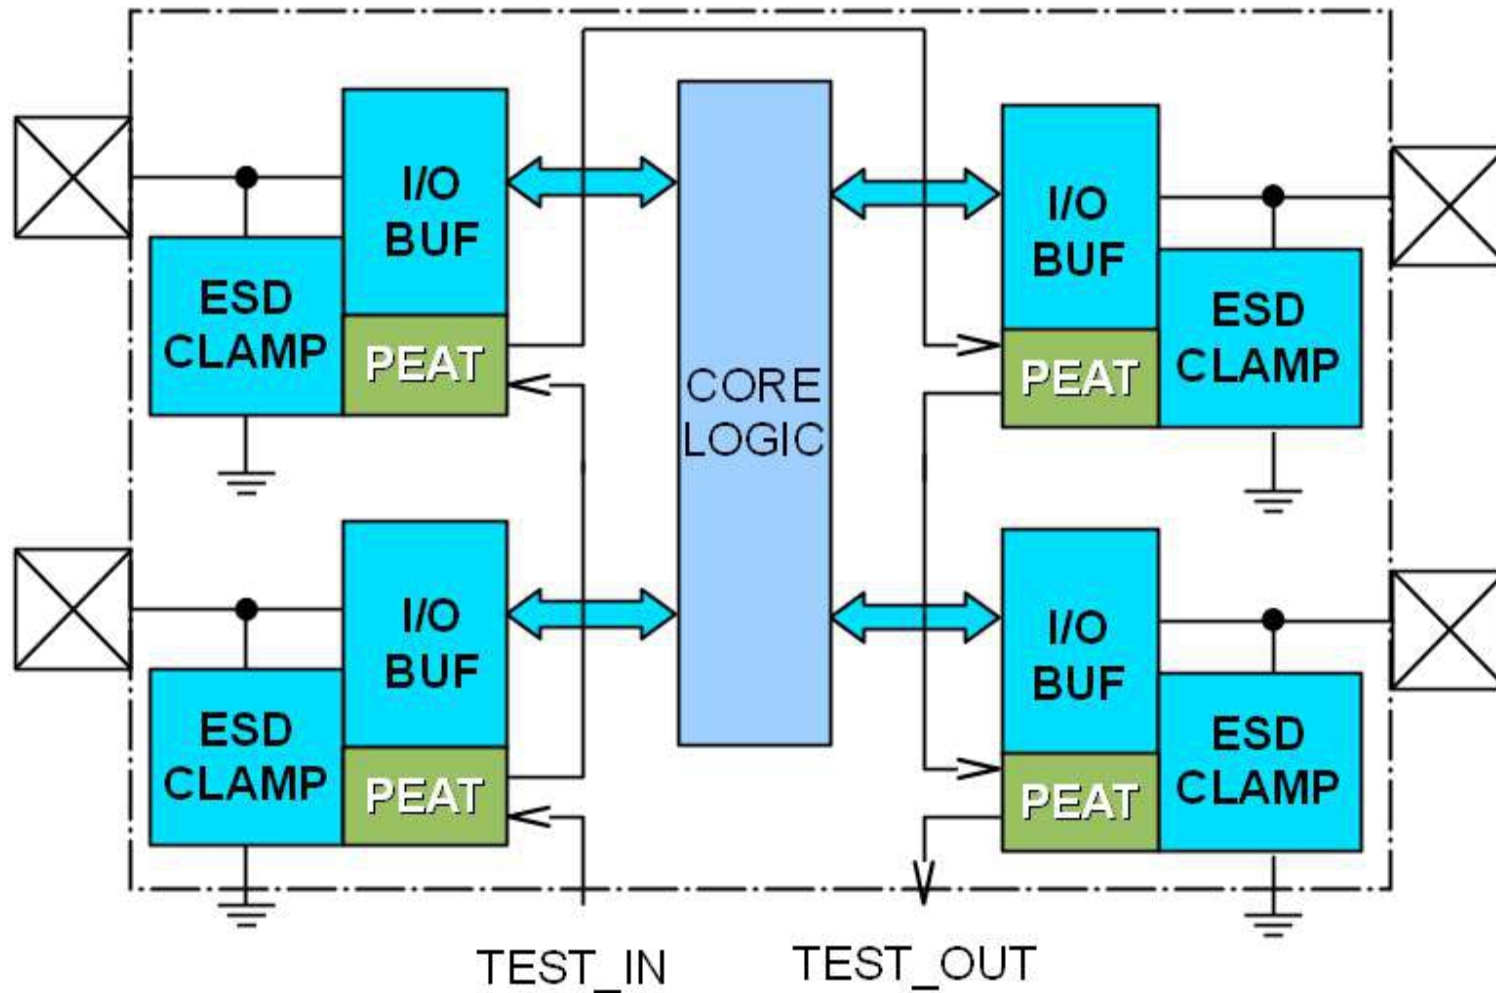 I/O
BUF
ESD
CLAMP
PEAT
I/O
BUF
ESD
CLAMP
PEAT
CORE
LOGIC
I/O
BUF
ESD
CLAMP
PEAT
I/O
BUF
ESD
CLAMP
PEAT
TEST_IN
TEST_OUT